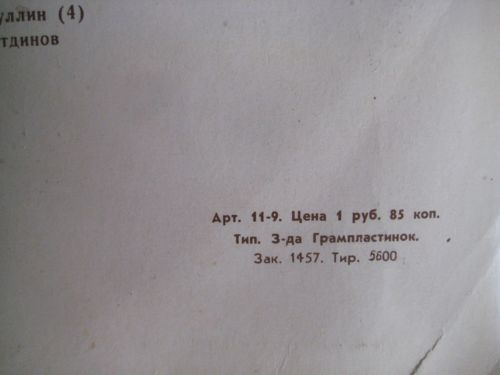 уллин (4)
тдинов
Арт. 11-9. Цена 1 руб. 85 коп.
Тип. З-да Грампластинок.
Зак. 1457. Тир. 5600